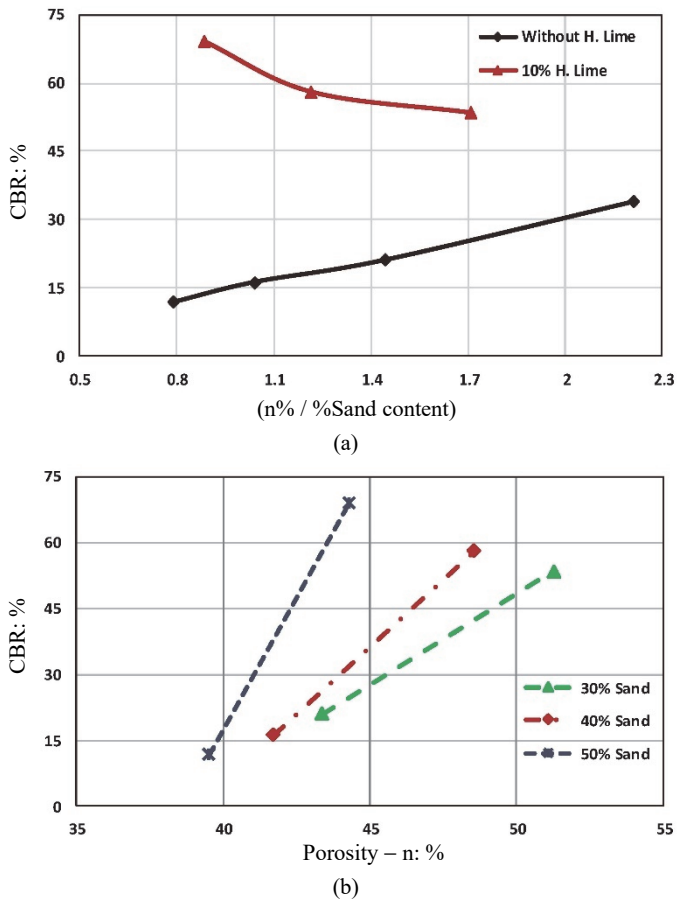 75
60
45
30
15
0
CBR: %
Without H. Lime
10% H. Lime
0.5 0.8 1.1 1.4 1.7 2 2.3
(n% / %Sand content)
(a)
75
60
45
30
15
0
CBR: %
30% Sand
40% Sand
50% Sand
35 40 45 50 55
Porosity – n: %
(b)